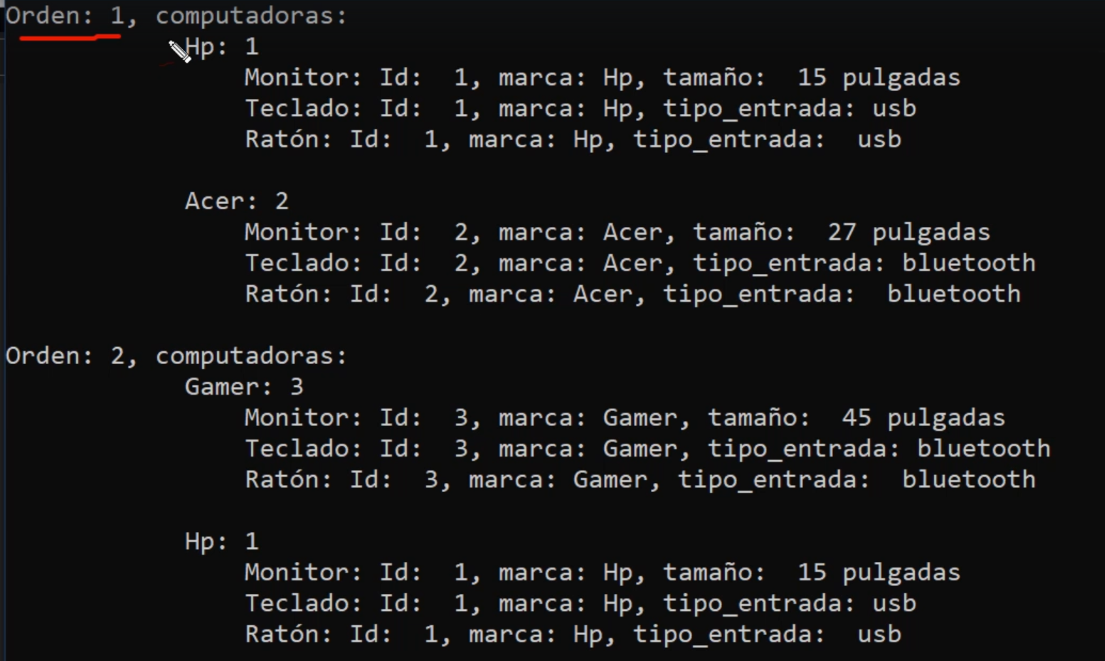 Orden: 1, computadoras:
Hp: 1
Monitor: Id:  1, marca: Hp, tamaño:  15 pulgadas
Teclado: Id:  1, marca: Hp, tipo_entrada: usb
Ratón: Id:  1, marca: Hp, tipo_entrada:  usb
Acer: 2
Monitor: Id:  2, marca: Acer, tamaño:  27 pulgadas
Teclado: Id:  2, marca: Acer, tipo_entrada: bluetooth
Ratón: Id:  2, marca: Acer, tipo_entrada:  bluetooth
Orden: 2, computadoras:
Gamer: 3
Monitor: Id:  3, marca: Gamer, tamaño:  45 pulgadas
Teclado: Id:  3, marca: Gamer, tipo_entrada: bluetooth
Ratón: Id:  3, marca: Gamer, tipo_entrada:  bluetooth
Hp: 1
Monitor: Id:  1, marca: Hp, tamaño:  15 pulgadas
Teclado: Id:  1, marca: Hp, tipo_entrada: usb
Ratón: Id:  1, marca: Hp, tipo_entrada:  usb